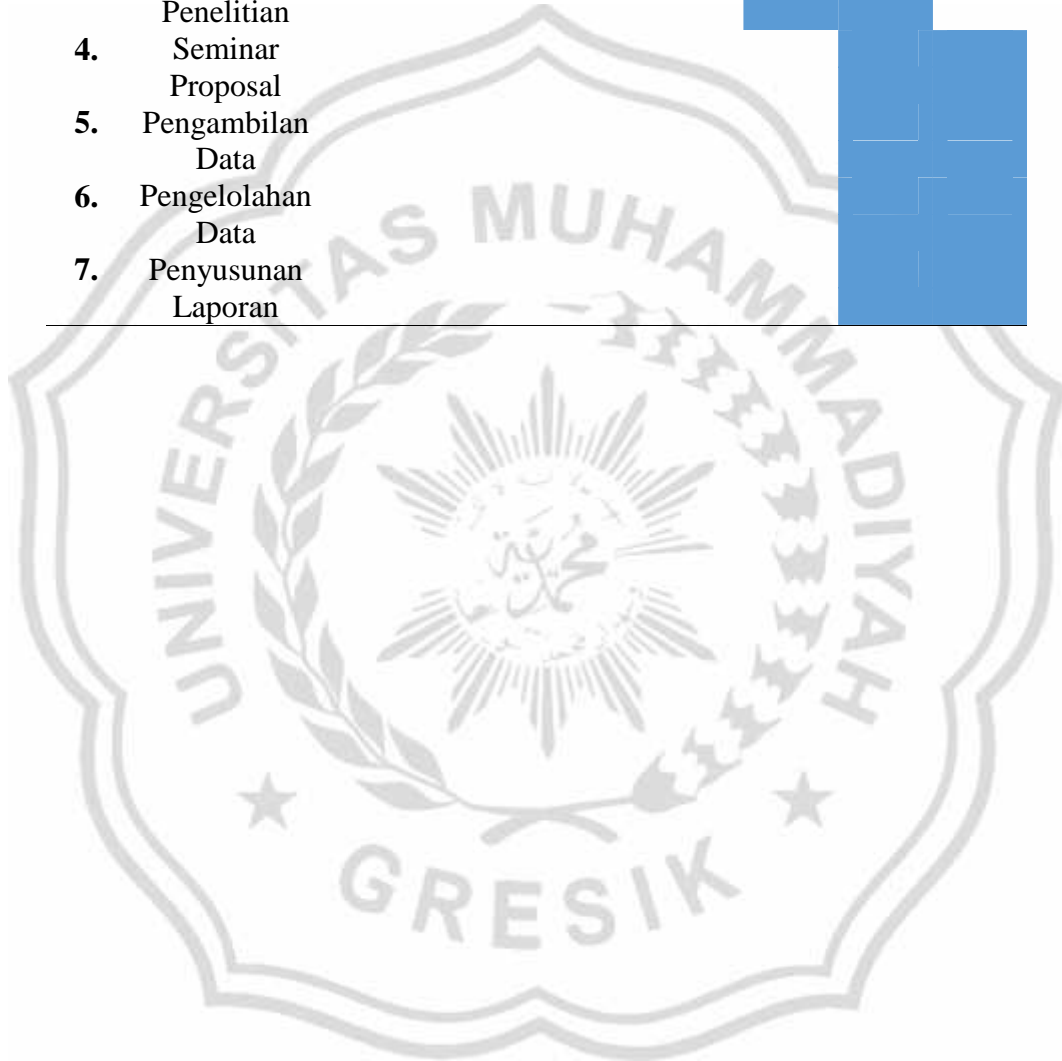 Penelitian
4. Seminar
Proposal
5. Pengambilan
Data
6. Pengelolahan
Data
7. Penyusunan
Laporan
UNIVERSITAS MUHAMMADIYAH
GRESIK